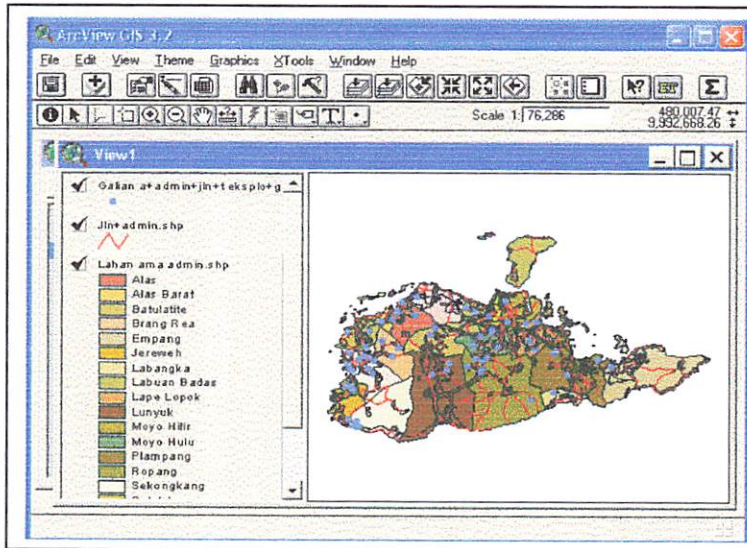 ArcView GIS 3.2
File Edit View Theme Graphics XTools Window Help
Scale 1: 76,286
480,007.47
9,992,668.26
View1
Galian a+admin+jln+teksplo+g
Jln+admin.shp
Lahan ama admin.shp
Alas
Alas Barat
Batulatite
Brang Rea
Empang
Jereweh
Labangka
Labuan Badas
Lape Lopok
Lunyuk
Moyo Hilir
Moyo Hulu
Plampang
Ropang
Sekongkang